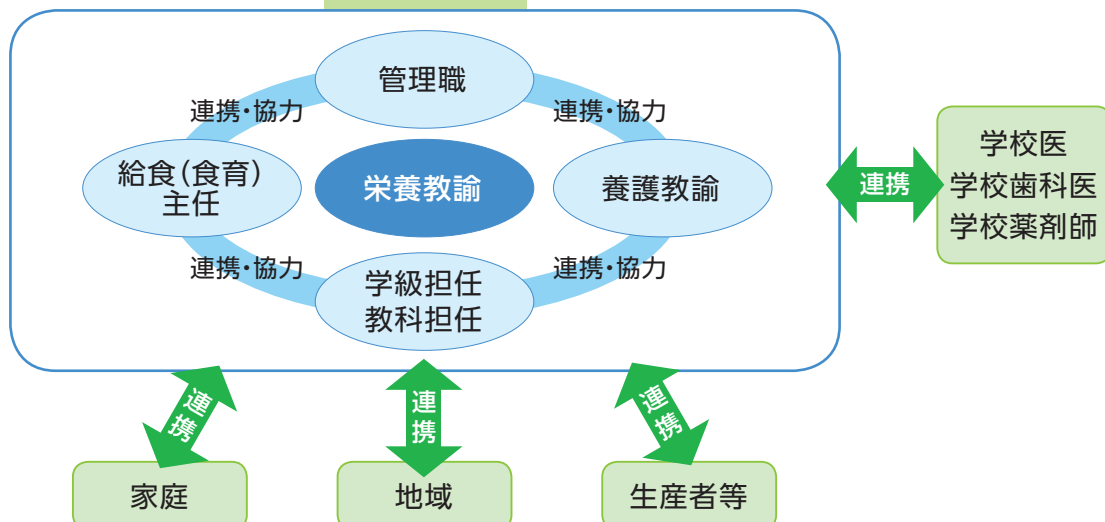 管理職
連携・協力
連携・協力
給食（食育）
主任
栄養教諭
養護教諭
連携・協力
連携・協力
学級担任
教科担任
連携
学校医
学校歯科医
学校薬剤師
連携
連携
連携
家庭
地域
生産者等